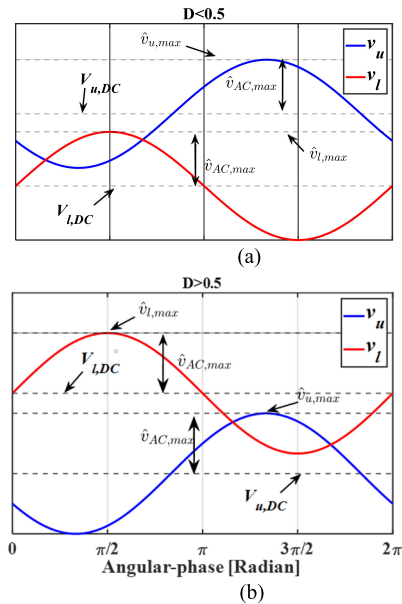 D<0.5
v̂u,max
vu
vl
Vu,DC
v̂AC,max
v̂AC,max
v̂l,max
Vl,DC
(a)
D>0.5
v̂l,max
vu
vl
Vl,DC
v̂AC,max
v̂u,max
v̂AC,max
Vu,DC
0 π/2 π 3π/2 2π
Angular-phase [Radian]
(b)